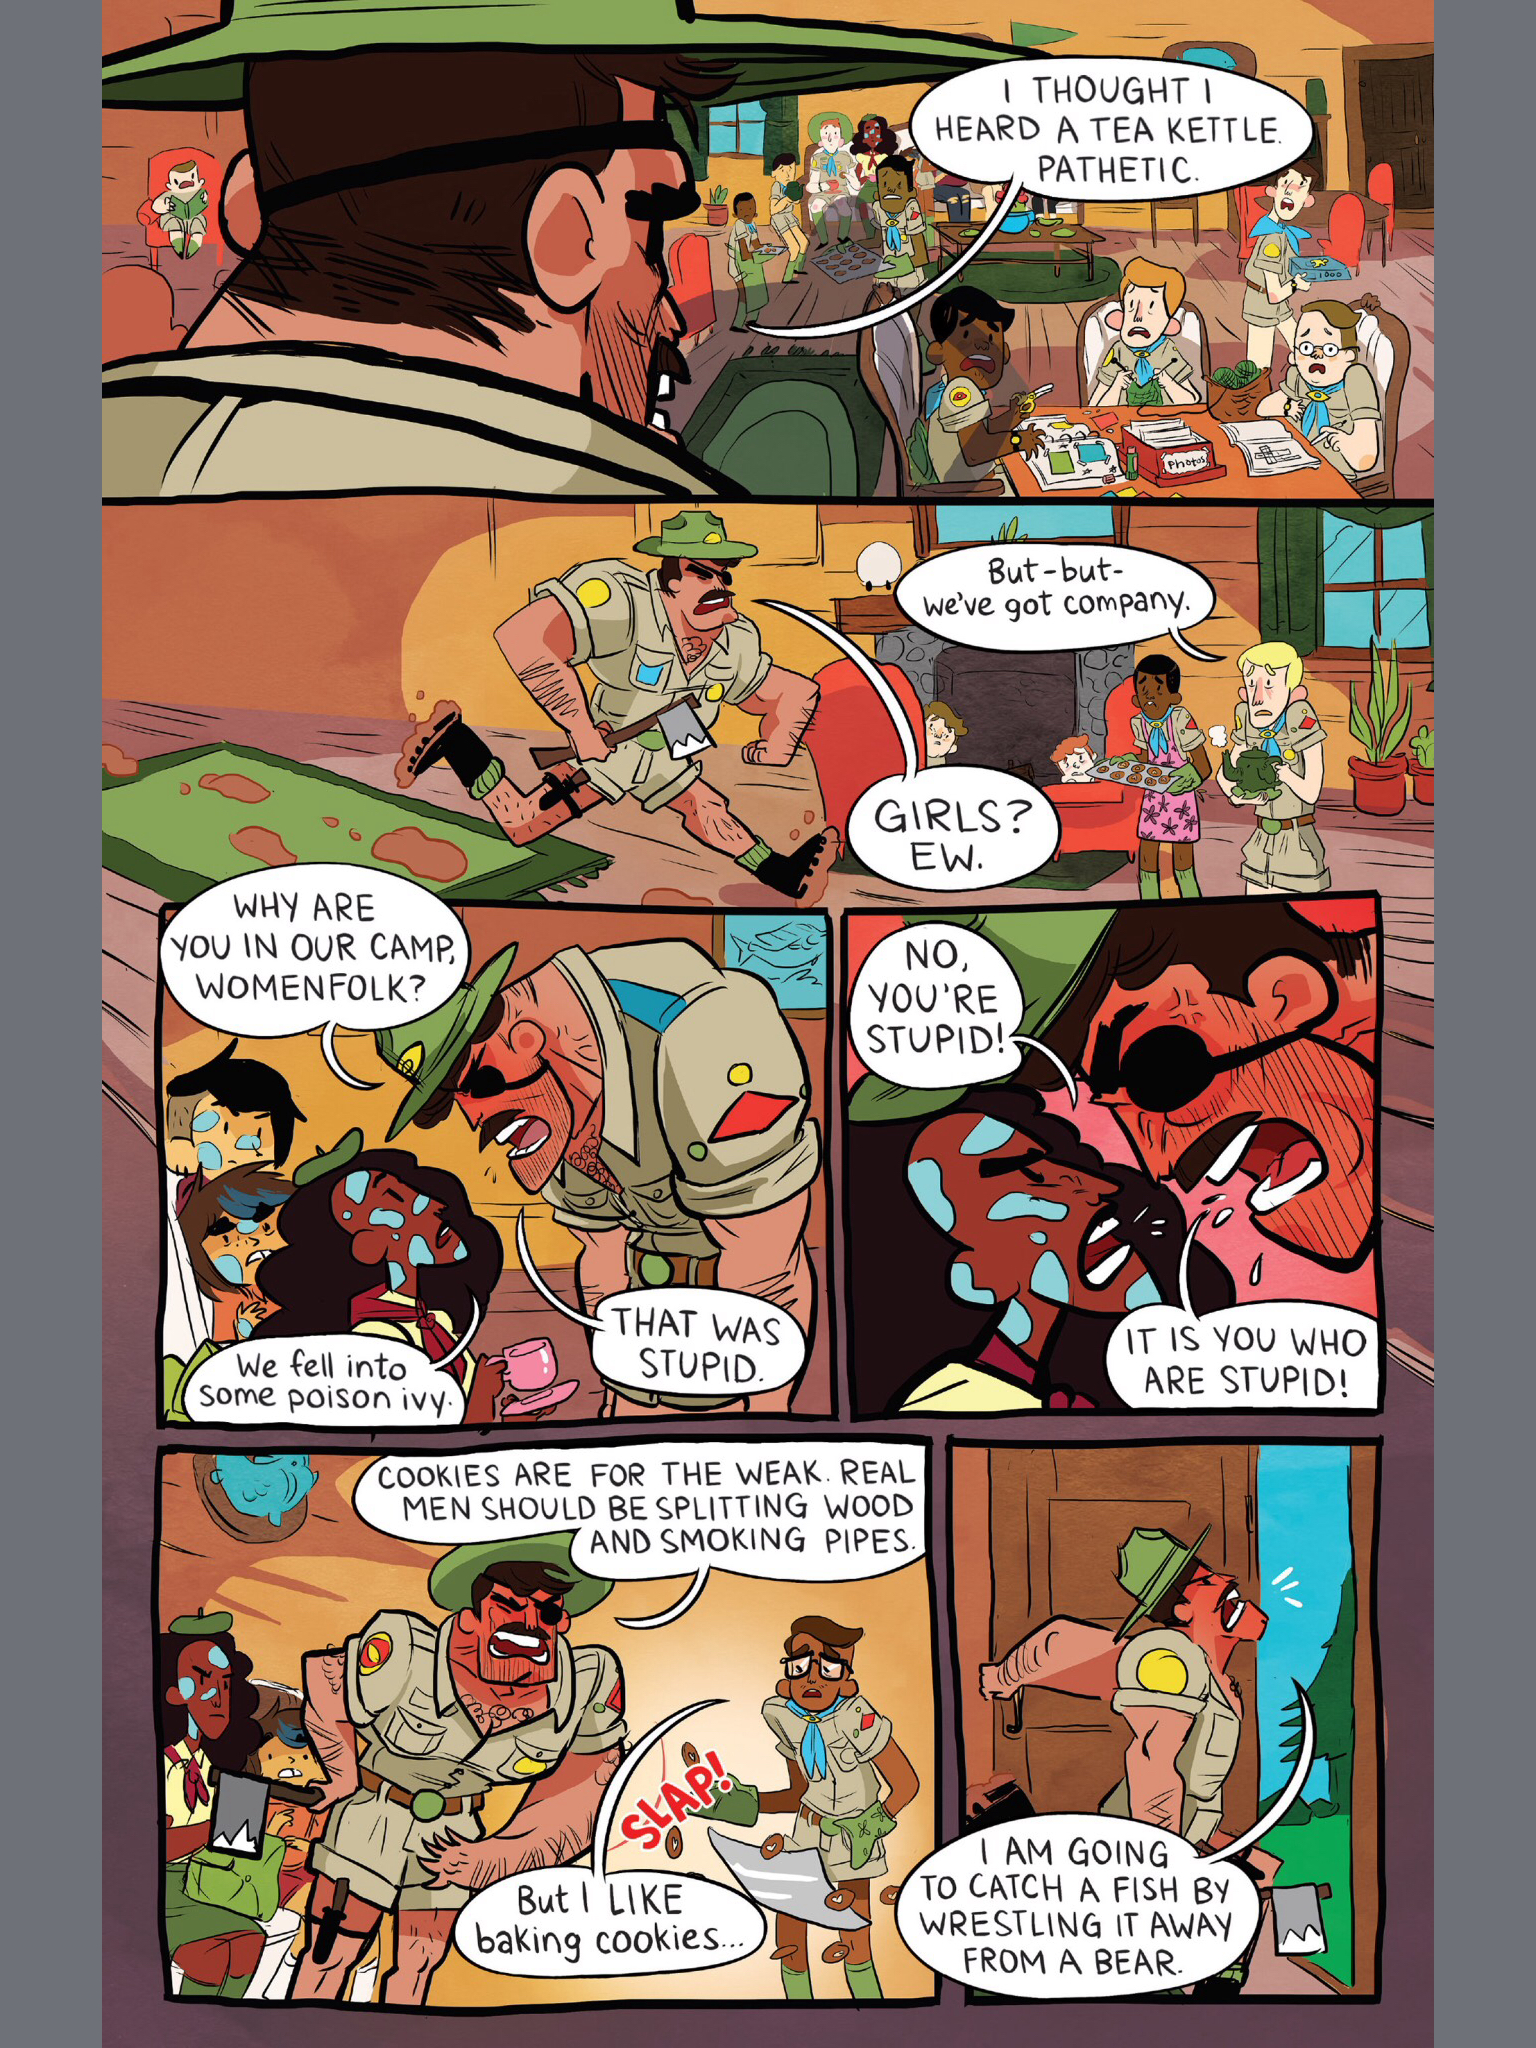 I THOUGHT I
HEARD A TEA KETTLE.
PATHETIC.
1000
Photos
But-but-
we've got company.
GIRLS?
EW.
WHY ARE
YOU IN OUR CAMP,
WOMENFOLK?
We fell into
some poison ivy.
THAT WAS
STUPID.
NO,
YOU'RE
STUPID!
IT IS YOU WHO
ARE STUPID!
COOKIES ARE FOR THE WEAK. REAL
MEN SHOULD BE SPLITTING WOOD
AND SMOKING PIPES.
SLAP!
But I LIKE
baking cookies...
I AM GOING
TO CATCH A FISH BY
WRESTLING IT AWAY
FROM A BEAR.